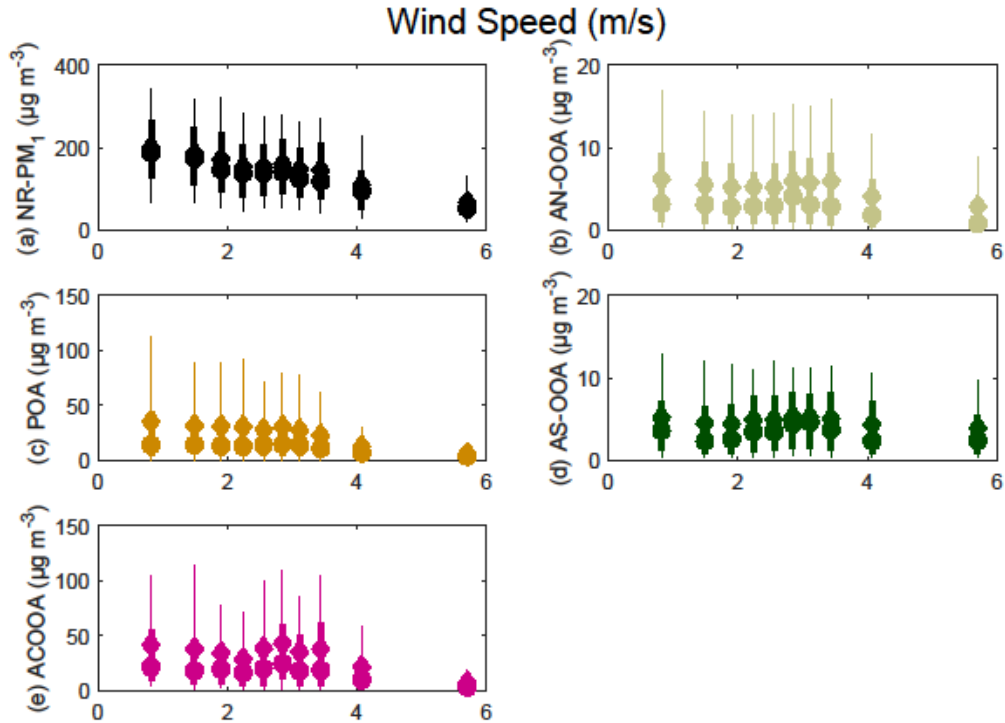 Wind Speed (m/s)
(a) NR-PM1 (µg m-3)
400
200
0
0 2 4 6
(b) AN-OOA (µg m-3)
20
10
0
0 2 4 6
(c) POA (µg m-3)
150
100
50
0
0 2 4 6
(d) AS-OOA (µg m-3)
20
10
0
0 2 4 6
(e) ACOOOA (µg m-3)
150
100
50
0
0 2 4 6